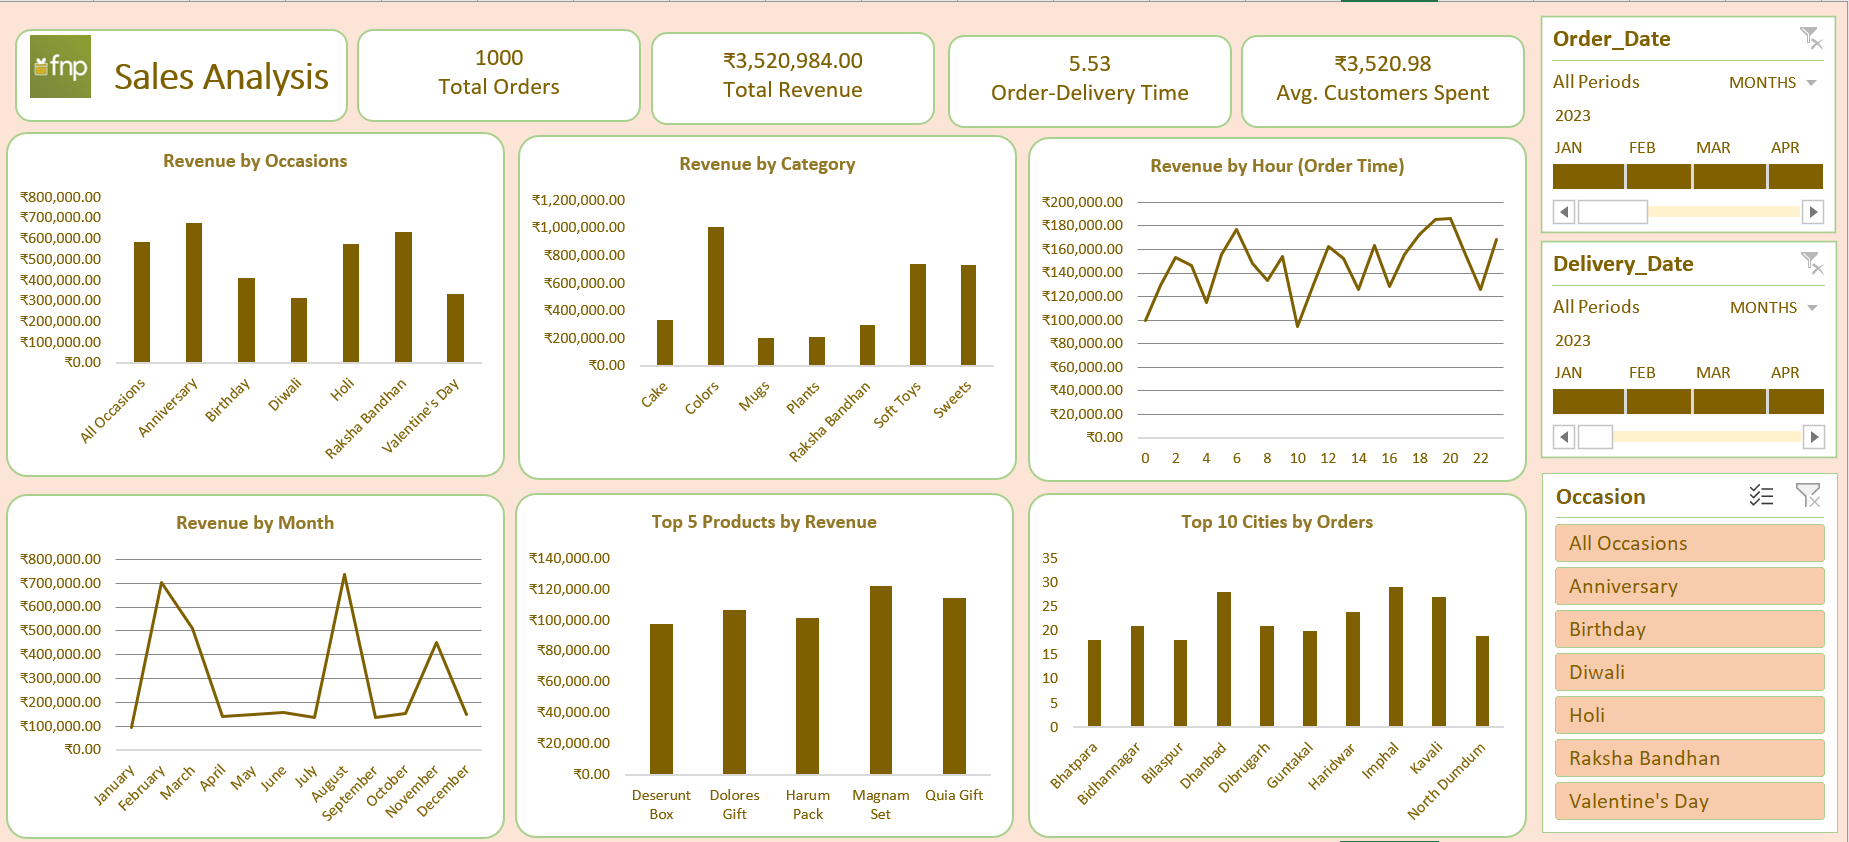 fnp
Sales Analysis
1000
Total Orders
₹3,520,984.00
Total Revenue
5.53
Order-Delivery Time
₹3,520.98
Avg. Customers Spent
Revenue by Occasions
₹800,000.00
₹700,000.00
₹600,000.00
₹500,000.00
₹400,000.00
₹300,000.00
₹200,000.00
₹100,000.00
₹0.00
All Occasions
Anniversary
Birthday
Diwali
Holi
Raksha Bandhan
Valentine's Day
Revenue by Category
₹1,200,000.00
₹1,000,000.00
₹800,000.00
₹600,000.00
₹400,000.00
₹200,000.00
₹0.00
Cake
Colors
Mugs
Plants
Raksha Bandhan
Soft Toys
Sweets
Revenue by Hour (Order Time)
₹200,000.00
₹180,000.00
₹160,000.00
₹140,000.00
₹120,000.00
₹100,000.00
₹80,000.00
₹60,000.00
₹40,000.00
₹20,000.00
₹0.00
0 2 4 6 8 10 12 14 16 18 20 22
Revenue by Month
₹800,000.00
₹700,000.00
₹600,000.00
₹500,000.00
₹400,000.00
₹300,000.00
₹200,000.00
₹100,000.00
₹0.00
January
February
March
April
May
June
July
August
September
October
November
December
Top 5 Products by Revenue
₹140,000.00
₹120,000.00
₹100,000.00
₹80,000.00
₹60,000.00
₹40,000.00
₹20,000.00
₹0.00
Deserunt
Box
Dolores
Gift
Harum
Pack
Magnam
Set
Quia Gift
Top 10 Cities by Orders
35
30
25
20
15
10
5
0
Bhatpara
Bidhannagar
Bilaspur
Dhanbad
Dibrugarh
Guntakal
Haridwar
Imphal
Kavali
North Dumdum
Order_Date
All Periods MONTHS
2023
JAN FEB MAR APR
Delivery_Date
All Periods MONTHS
2023
JAN FEB MAR APR
Occasion
All Occasions
Anniversary
Birthday
Diwali
Holi
Raksha Bandhan
Valentine's Day